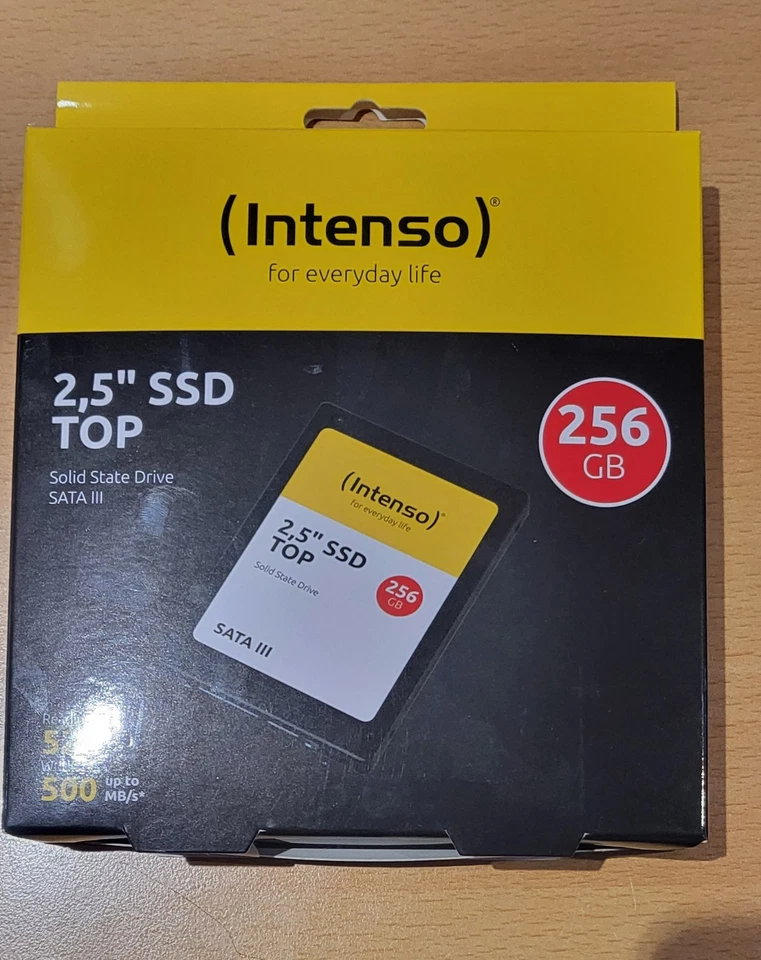 (Intenso)®
for everyday life
2,5" SSD
TOP
Solid State Drive
SATA III
256
GB
(Intenso)®
for everyday life
2,5" SSD
TOP
Solid State Drive
256
GB
SATA III
500 up to
MB/s*